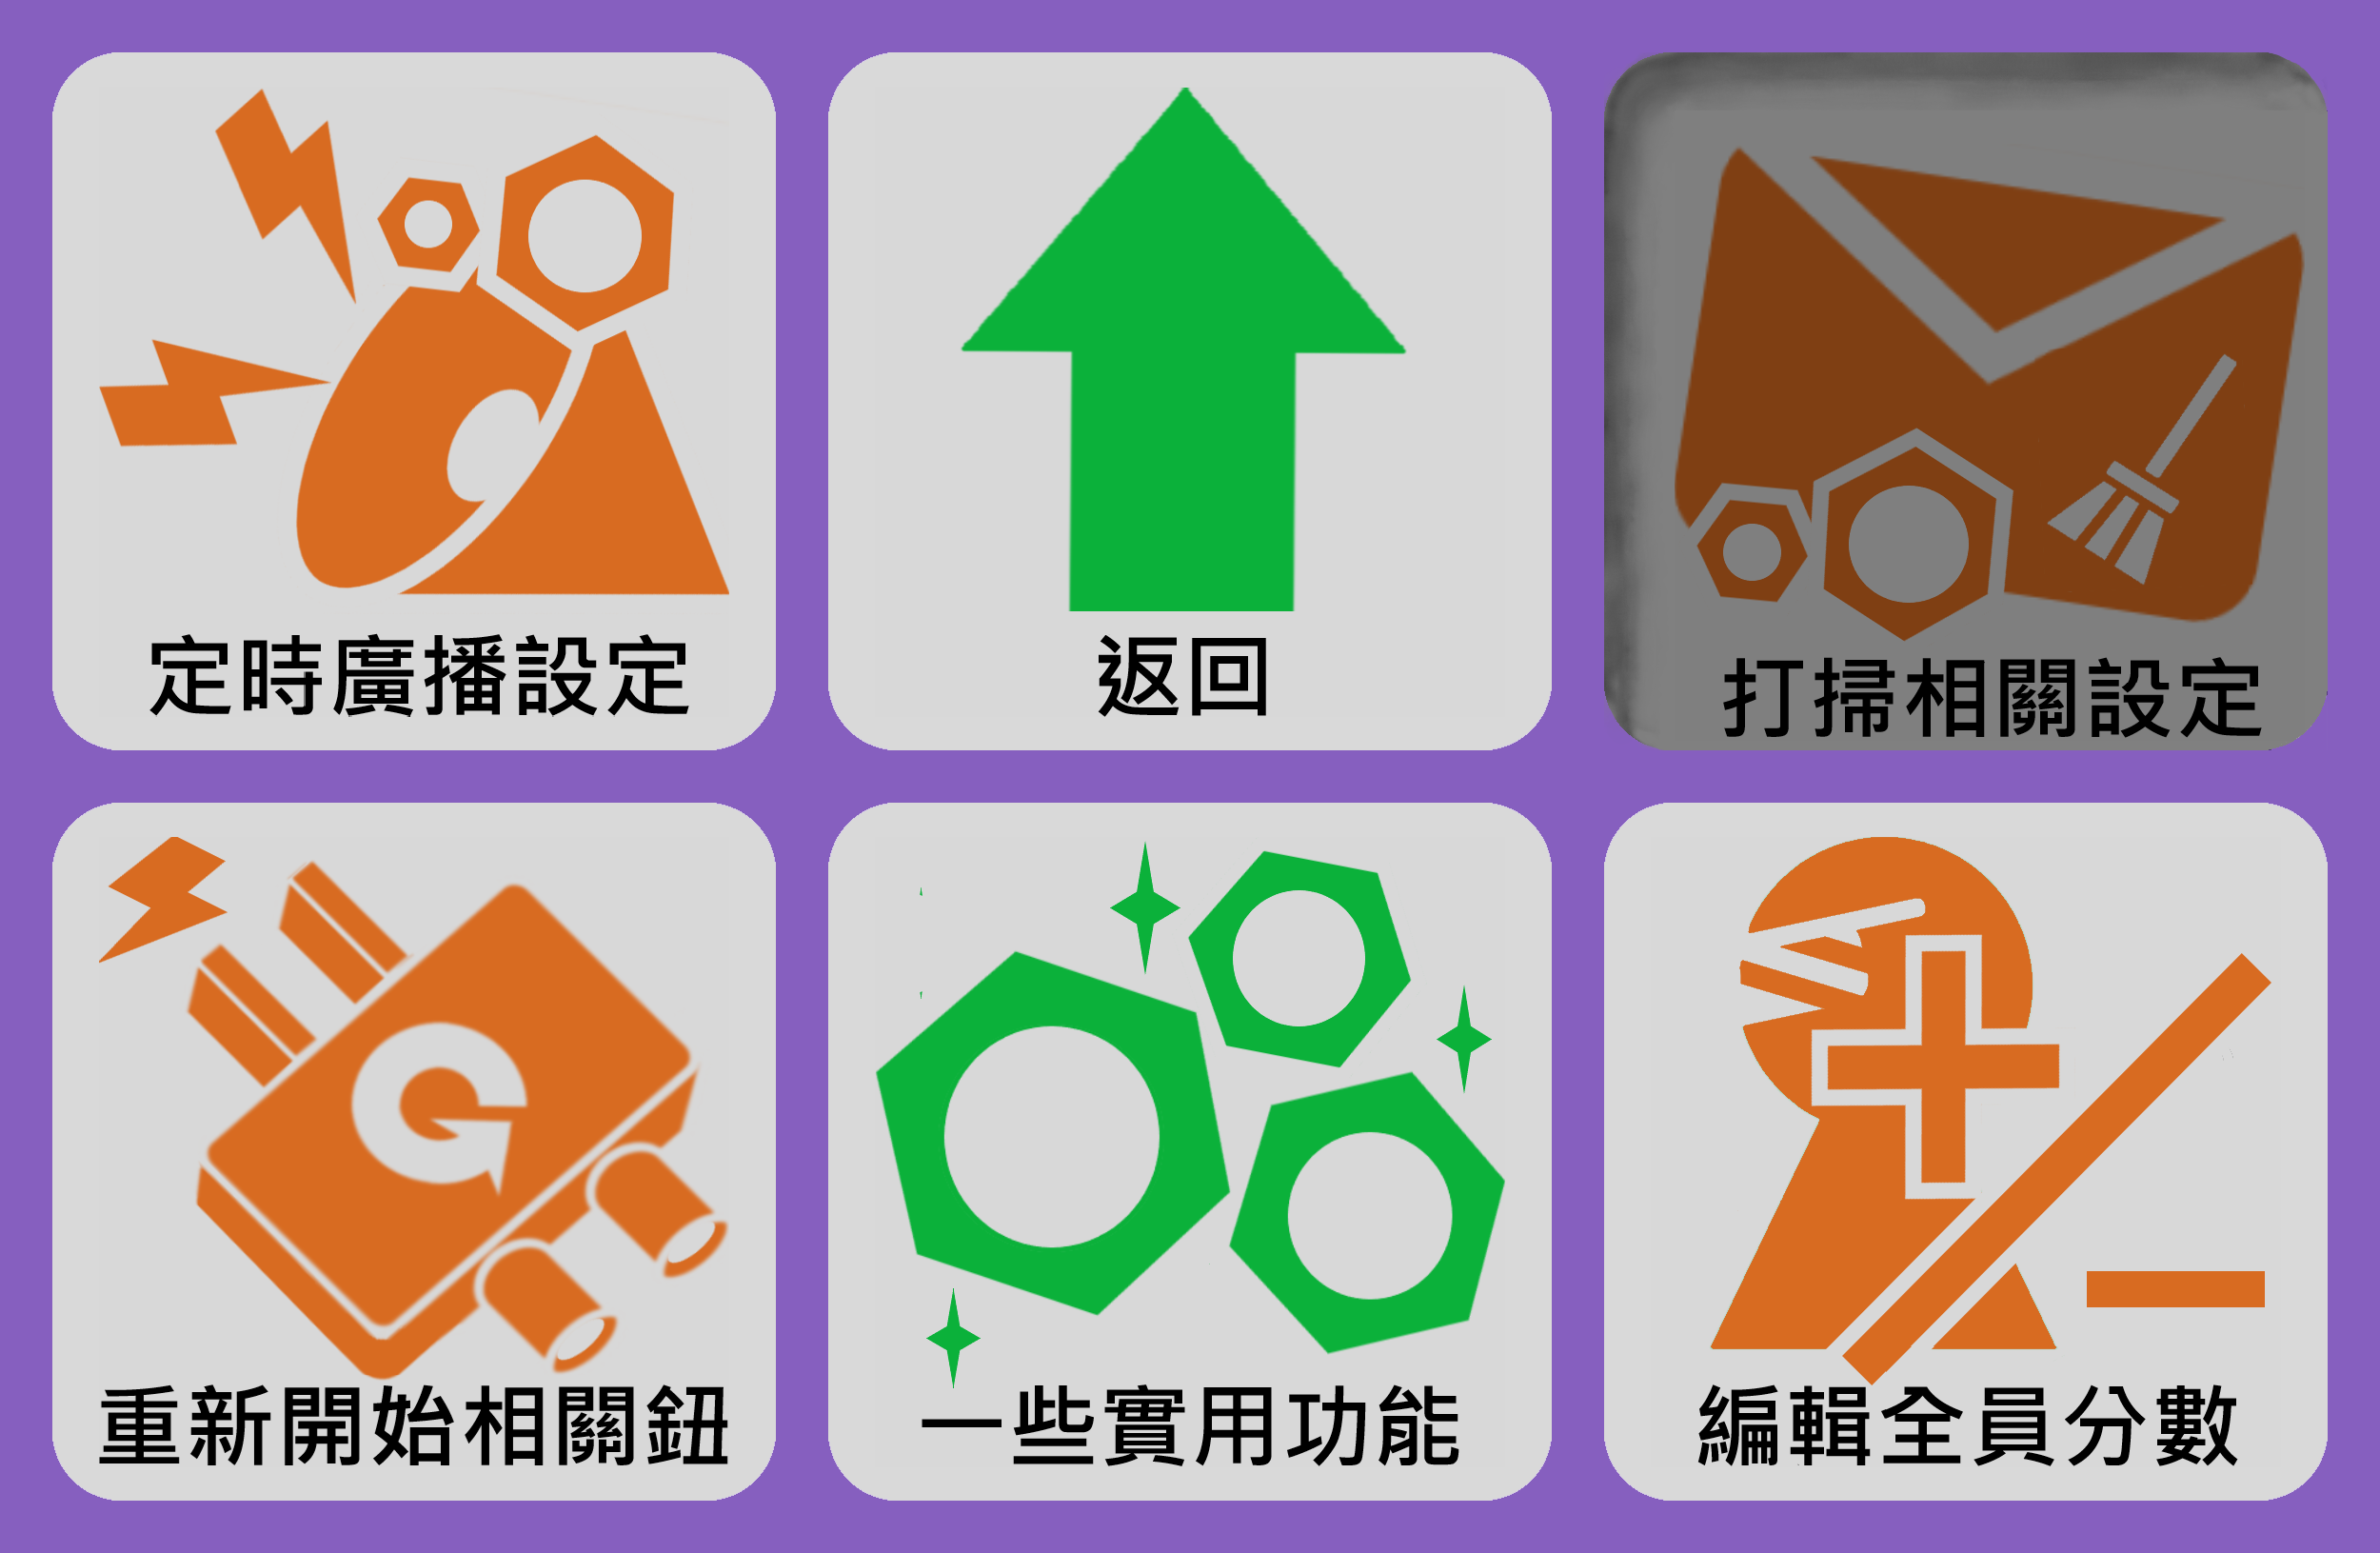 定時廣播設定
返回
打掃相關設定
重新開始相關鈕
一些實用功能
編輯全員分數